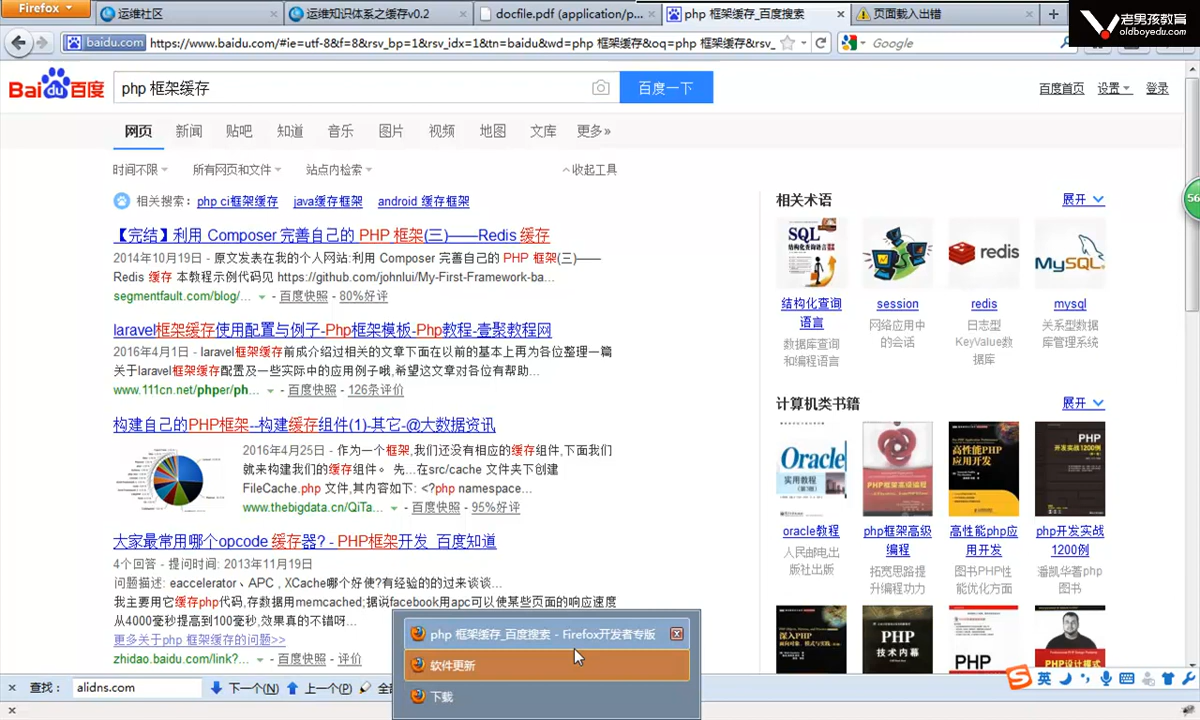 Firefox
运维社区
运维知识体系之缓存v0.2
docfile.pdf (application/p...
php 框架缓存_百度搜索
页面载入出错
老男孩教育
oldboyedu.com
baidu.com
https://www.baidu.com/#ie=utf-8&f=8&rsv_bp=1&rsv_idx=1&tn=baidu&wd=php 框架缓存&oq=php 框架缓存&rsv_
Google
Bai du 百度
php 框架缓存
百度一下
百度首页 设置 登录
网页 新闻 贴吧 知道 音乐 图片 视频 地图 文库 更多»
时间不限 所有网页和文件 站点内检索 收起工具
相关搜索: php ci框架缓存 java缓存框架 android 缓存框架
【完结】利用 Composer 完善自己的 PHP 框架(三)——Redis 缓存
2014年10月19日 - 原文发表在我的个人网站:利用 Composer 完善自己的 PHP 框架(三)——
Redis 缓存 本教程示例代码见 https://github.com/johnlui/My-First-Framework-ba...
segmentfault.com/blog/... - 百度快照 - 80%好评
laravel框架缓存使用配置与例子-Php框架模板-Php教程-壹聚教程网
2016年4月1日 - laravel框架缓存前成介绍过相关的文章下面在以前的基本上再为各位整理一篇
关于laravel框架缓存配置及一些实际中的应用例子哦,希望这文章对各位有帮助...
www.111cn.net/phper/ph... - 百度快照 - 126条评价
构建自己的PHP框架--构建缓存组件(1)-其它-@大数据资讯
2016年4月25日 - 作为一个框架,我们还没有相应的缓存组件,下面我们
就来构建我们的缓存组件。 先...在src/cache 文件夹下创建
FileCache.php 文件,其内容如下: <?php namespace...
www.thebigdata.cn/QiTa... - 百度快照 - 95%好评
大家最常用哪个opcode 缓存器? - PHP框架开发_百度知道
4个回答 - 提问时间: 2013年11月19日
问题描述: eaccelerator、APC , XCache哪个好使?有经验的的过来谈谈...
我主要用它缓存php代码,存数据用memcached;据说facebook用apc可以使某些页面的响应速度
从4000毫秒提高到100毫秒,效果真的不错呀...
更多关于php 框架缓存的问题
zhidao.baidu.com/link?... - 百度快照 - 评价
相关术语 展开
SQL
redis
MySQL
结构化查询语言 session redis mysql
数据库查询和编程语言
网络应用中的会话
日志型KeyValue数据库
关系型数据库管理系统
计算机类书籍 展开
Oracle
实用教程
PHP框架高级编程
高性能PHP
应用开发
PHP
开发实战1200例
oracle教程 php框架高级编程 高性能php应用开发 php开发实战1200例
人民邮电出版社出版
拓宽思路提升编程功力
图书PHP性能优化方面
潘凯华著php图书
深入PHP
PHP
技术内幕
PHP
PHP设计模式
56
php 框架缓存_百度搜索 - Firefox开发者专版
软件更新
下载
英
查找: alidns.com 下一个(N) 上一个(P)